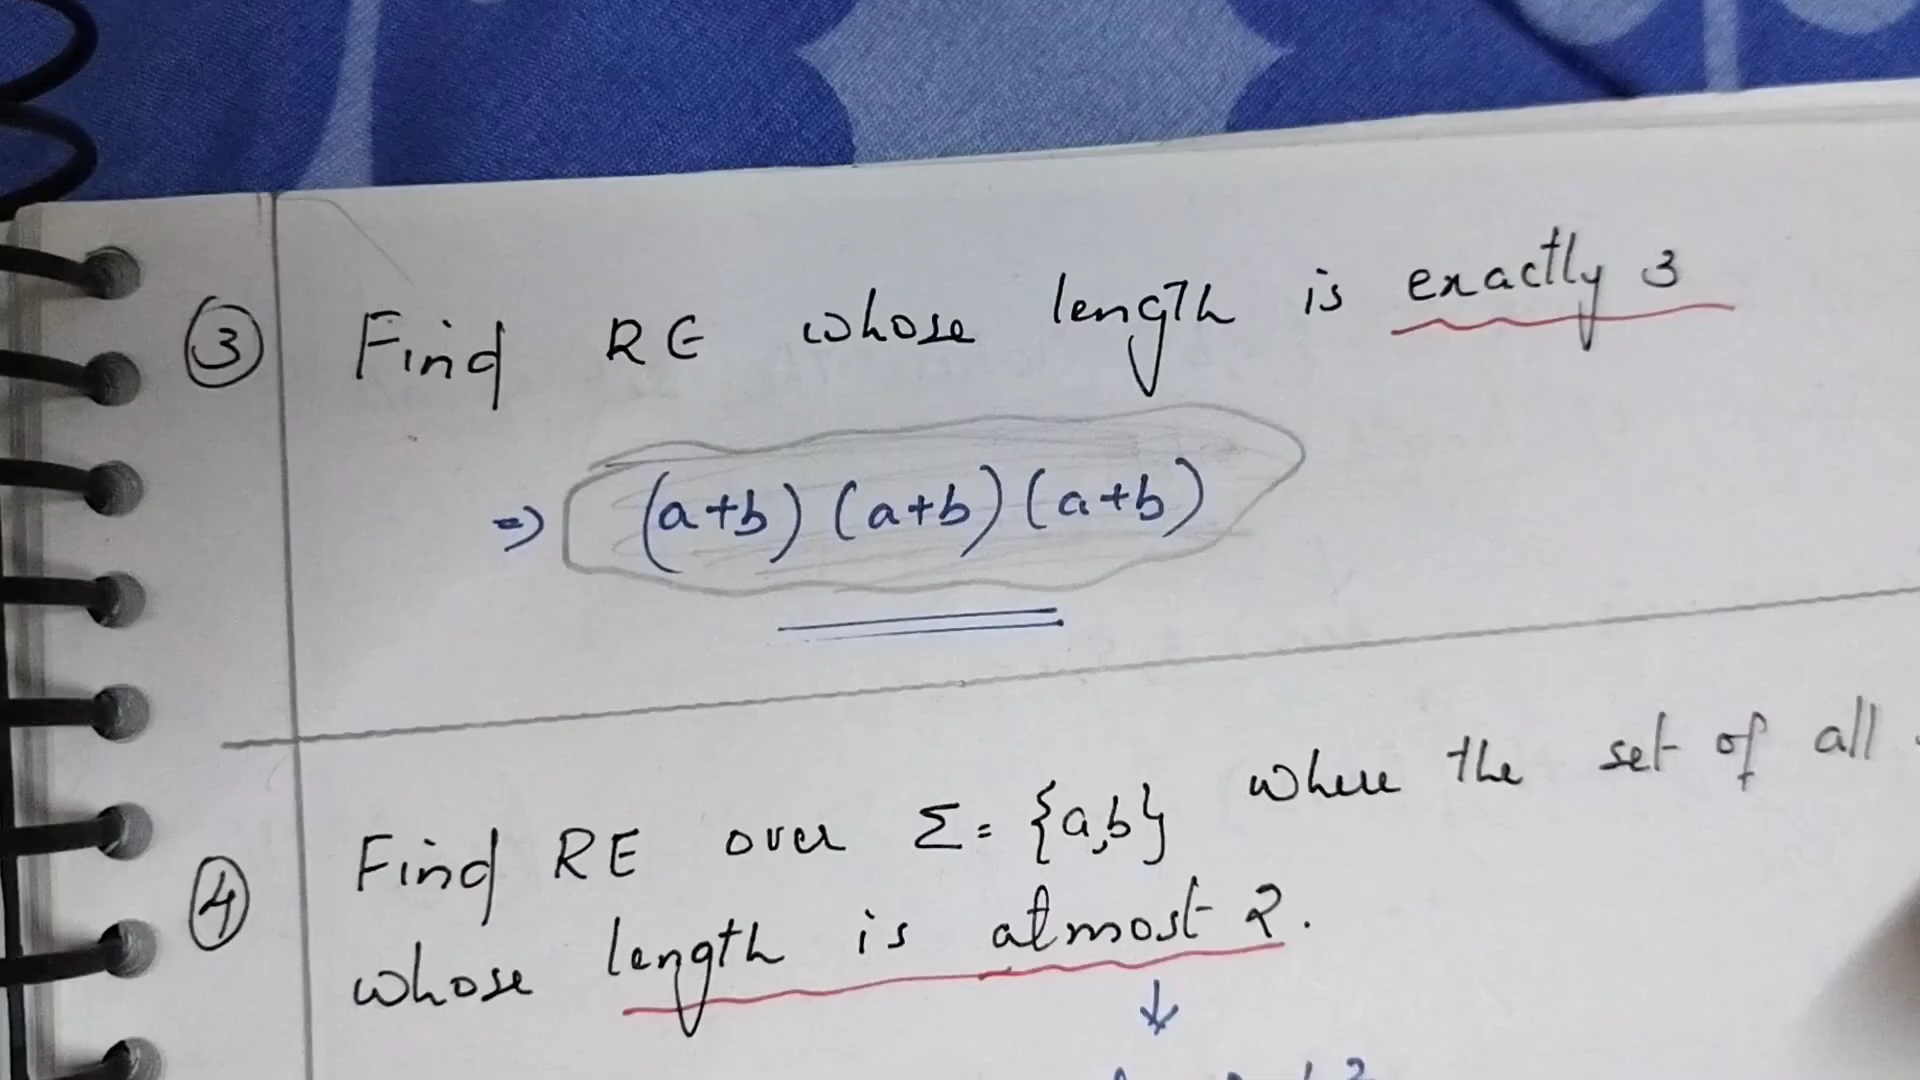 ③ Find RE whose length is exactly 3
⇒ (a+b) (a+b) (a+b)
④ Find RE over Σ = {a,b} where the set of all
whose length is atmost 2.
↓